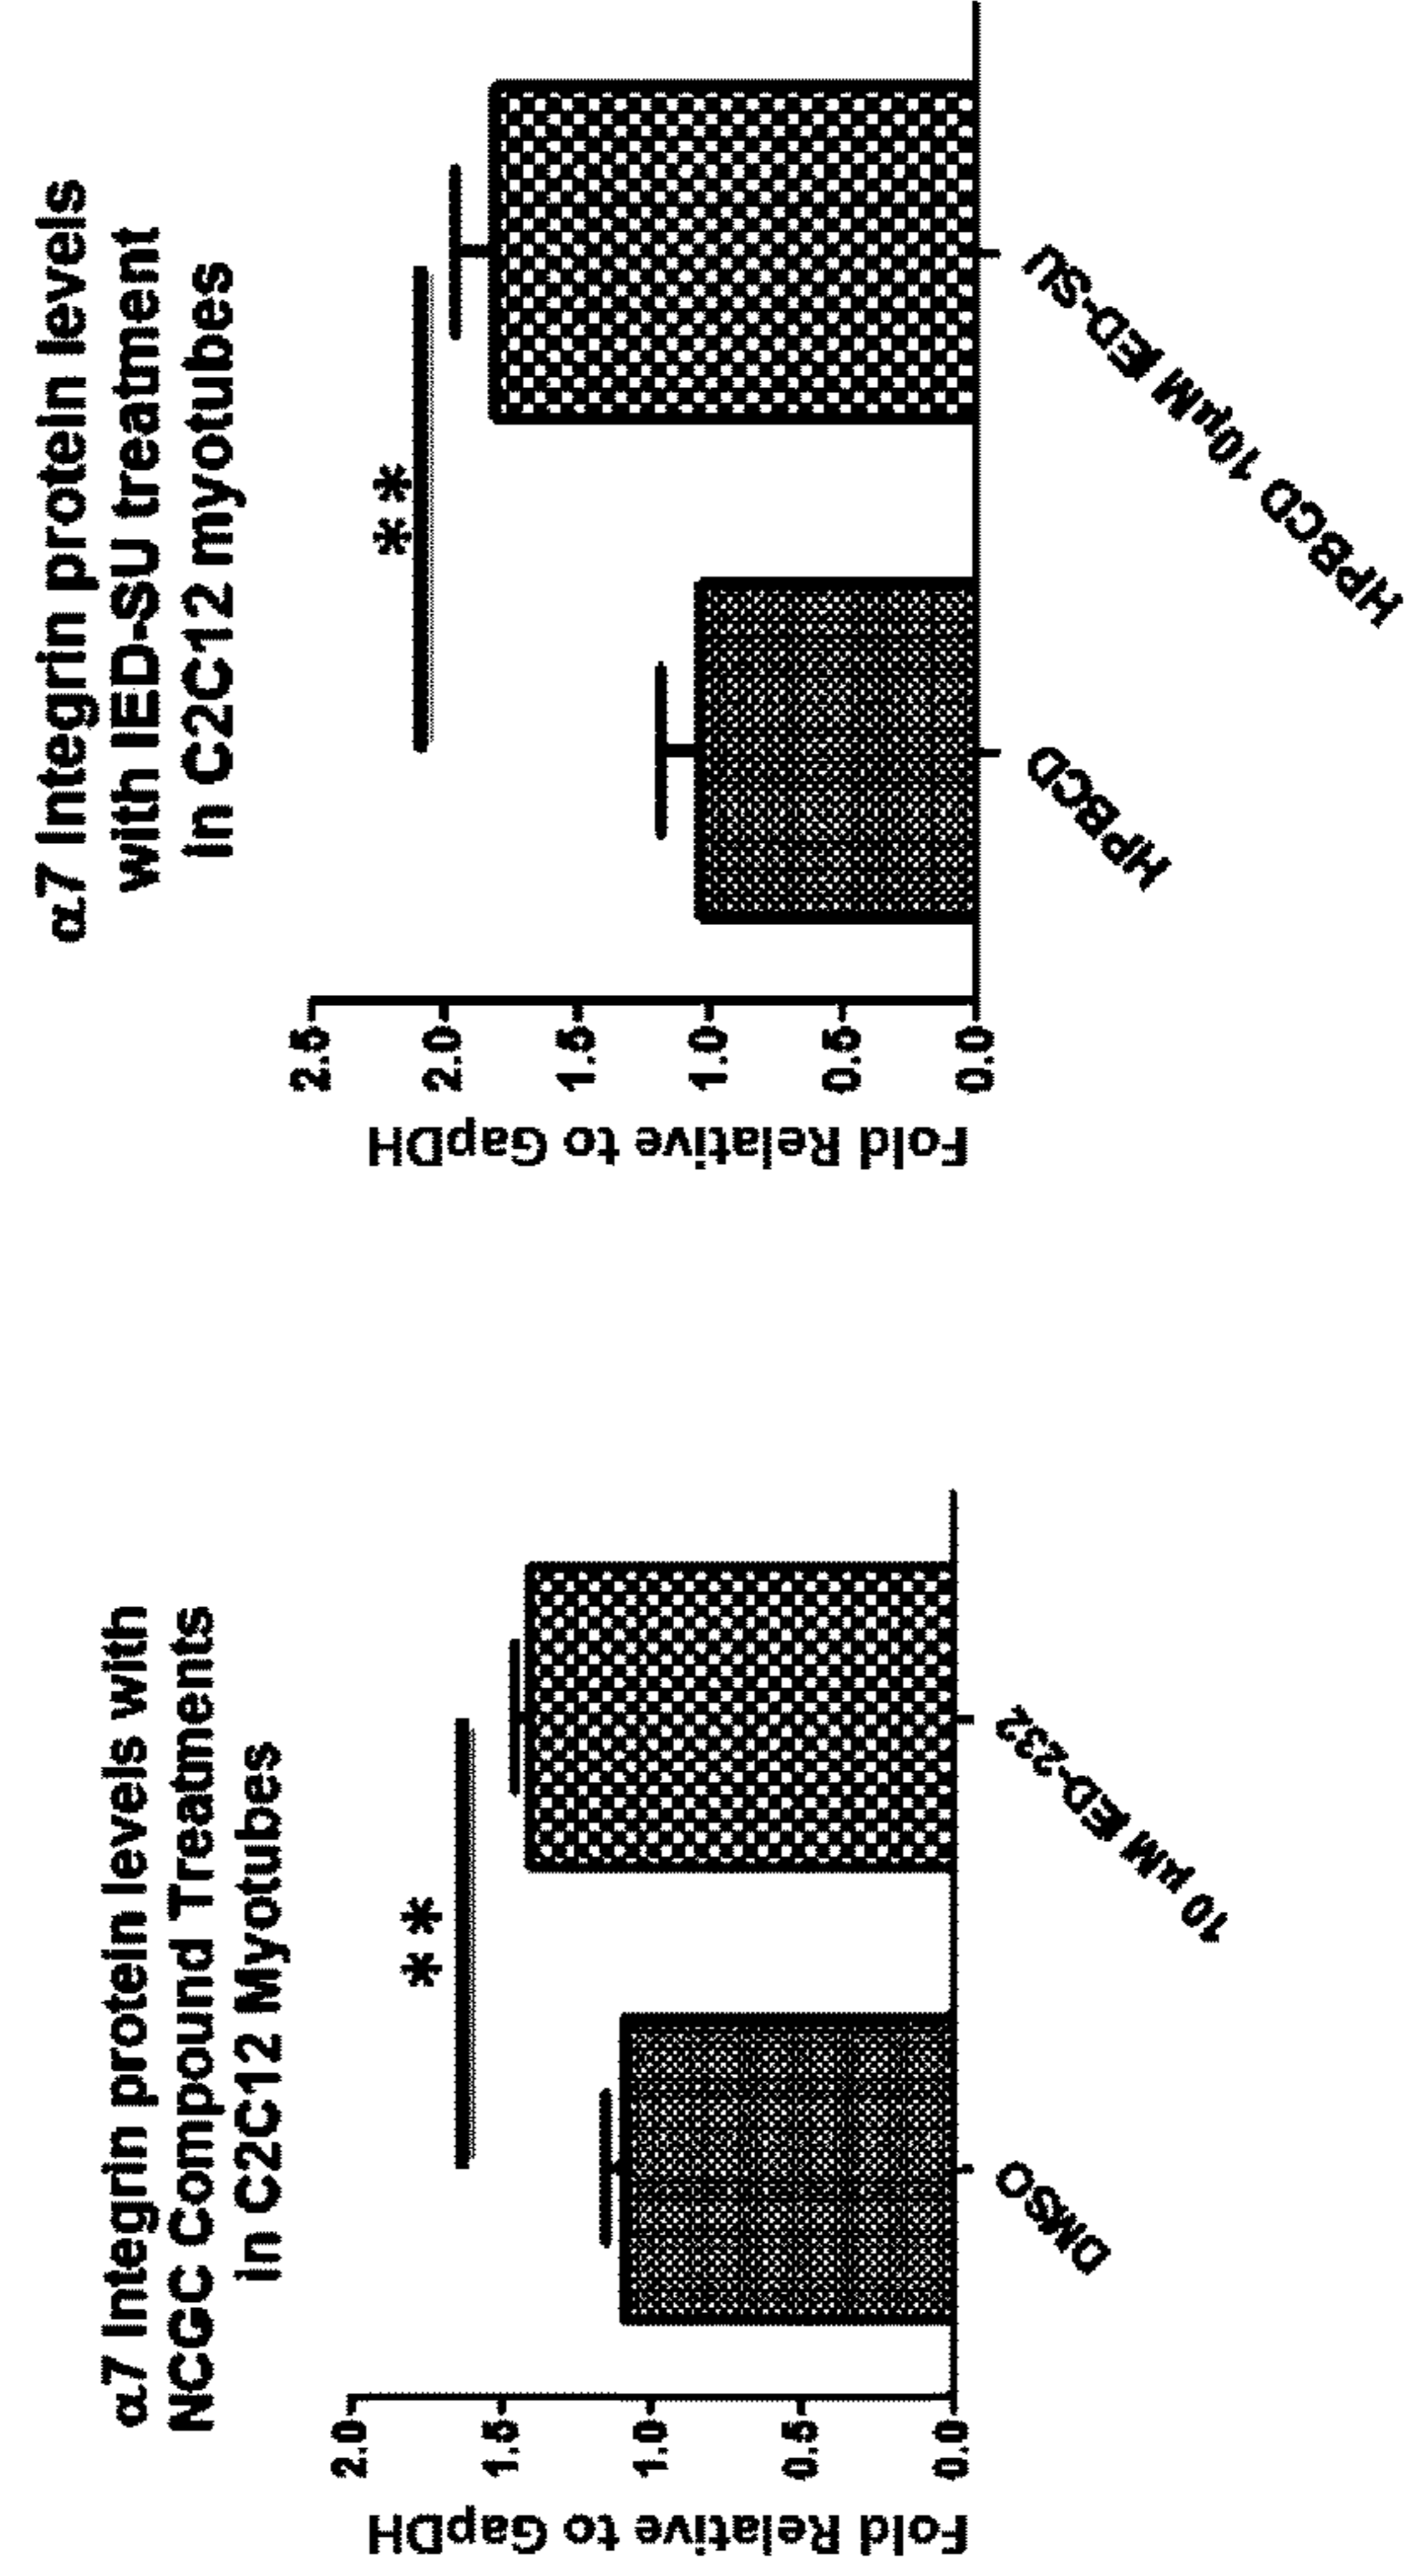 α7 Integrin protein levels with
NCGC Compound Treatments
in C2C12 Myotubes
Fold Relative to GapDH
2.0
1.5
1.0
0.5
0.0
**
DMSO
10 µM IED-232
α7 Integrin protein levels
with IED-SU treatment
in C2C12 myotubes
Fold Relative to GapDH
2.5
2.0
1.5
1.0
0.5
0.0
**
HPBCD
HPBCD 10µM IED-SU